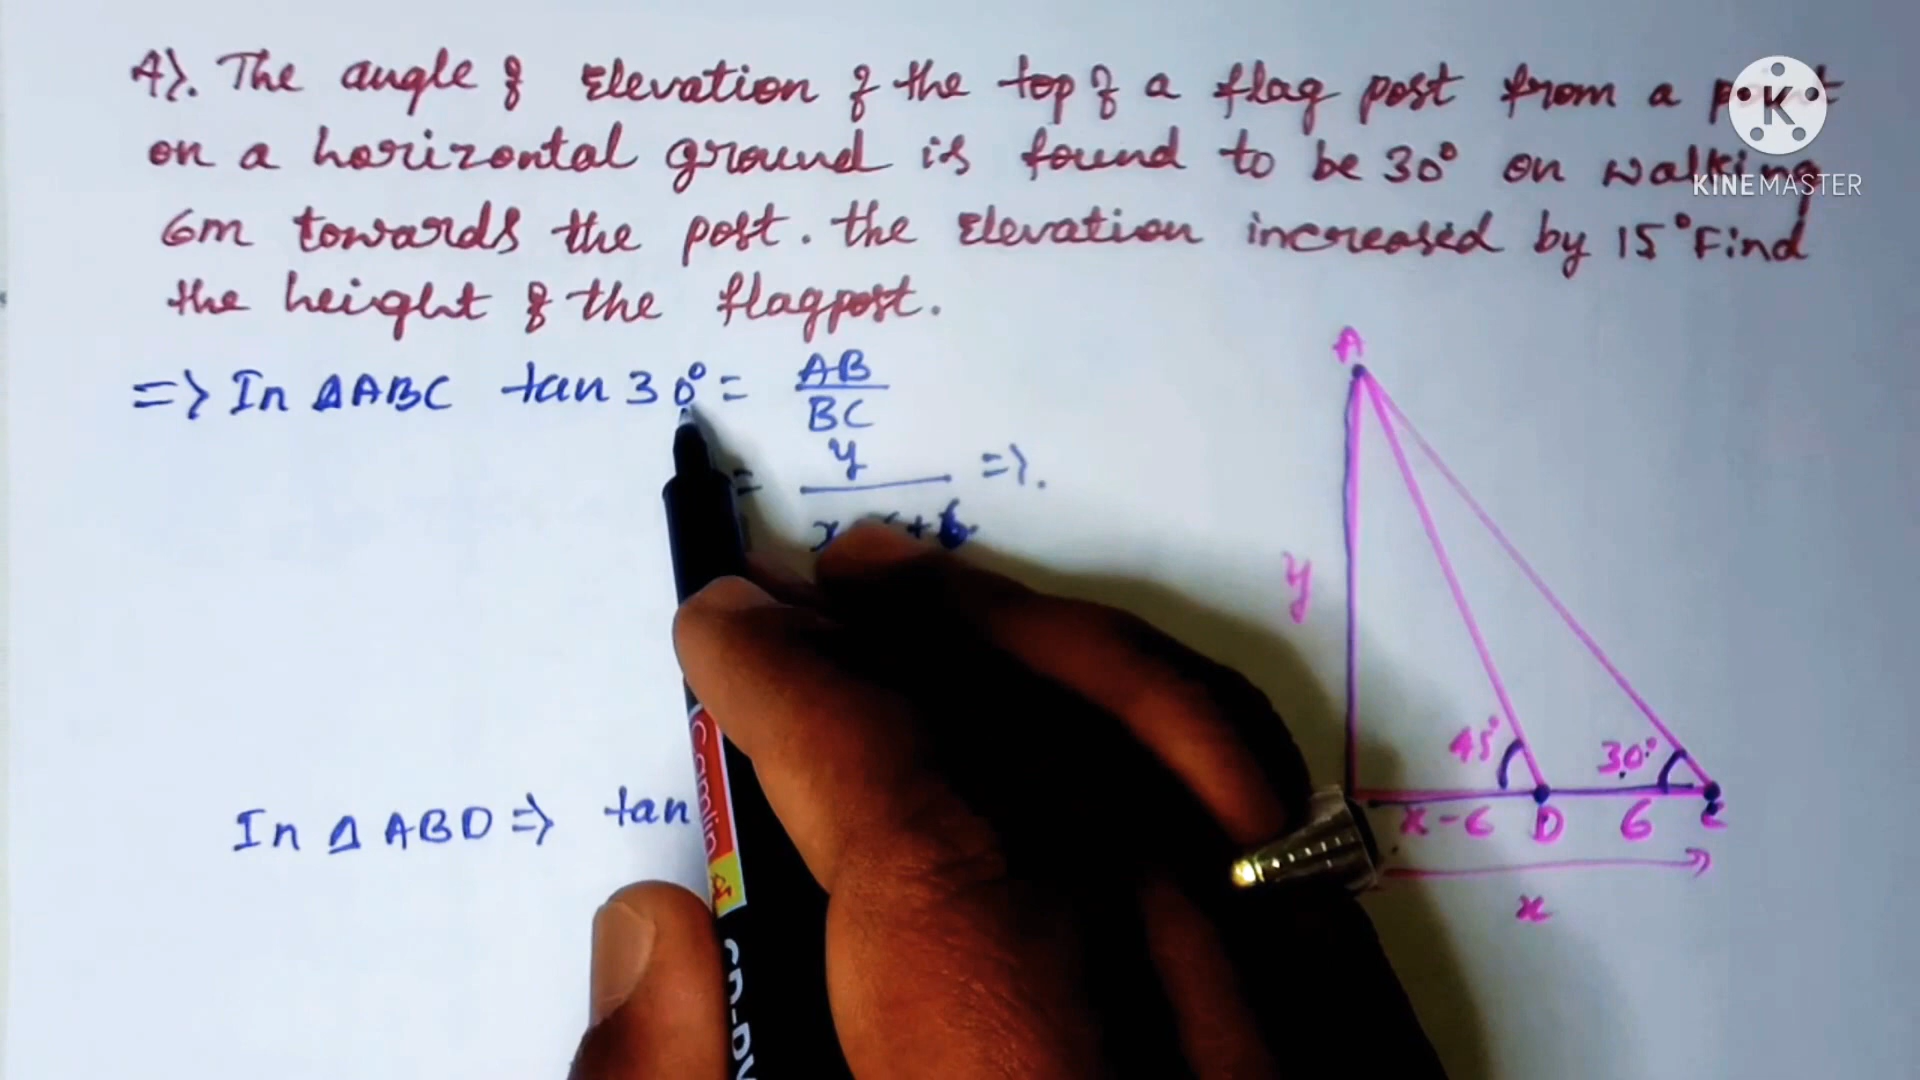 4). The angle of Elevation of the top of a flag post from a point
on a horizontal ground is found to be 30° on walking
6m towards the post. the Elevation increased by 15° Find
the height of the flagpost.
=> In ΔABC tan 30° = AB/BC
= y/ =>.
In Δ ABD => tan
A
y
45° 30°
x-6 D 6 C
x
K
KINEMASTER
Camlin